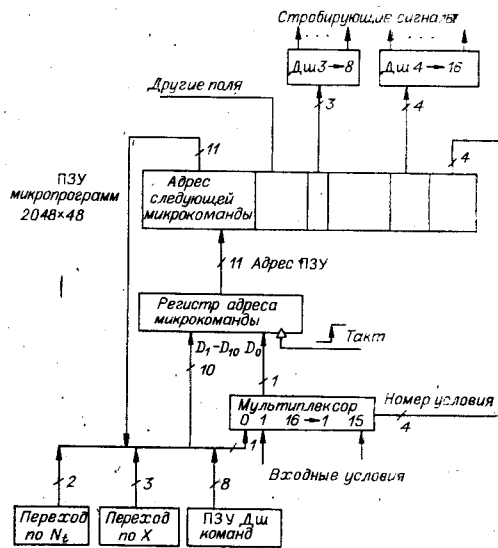 Стробирующие сигналы
Дш 3 → 8
Дш 4 → 16
Другие поля
3
4
11
4
ПЗУ
микропрограмм
2048×48
Адрес
следующей
микрокоманды
11 Адрес ПЗУ
Регистр адреса
микрокоманды
Такт
D₁–D₁₀ D₀
10
1
Мультиплексор
0 1 16→1 15
Номер условия
4
1
Входные условия
2
3
8
Переход
по Nₜ
Переход
по X
ПЗУ Дш
команд